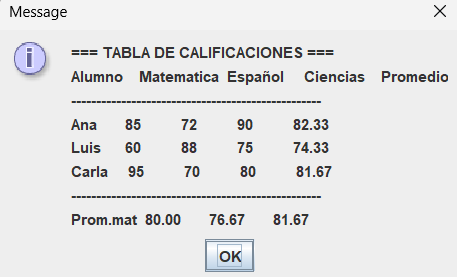 Message
=== TABLA DE CALIFICACIONES ===
Alumno Matematica Español Ciencias Promedio
--------------------------------------------------
Ana 85 72 90 82.33
Luis 60 88 75 74.33
Carla 95 70 80 81.67
--------------------------------------------------
Prom.mat 80.00 76.67 81.67
OK